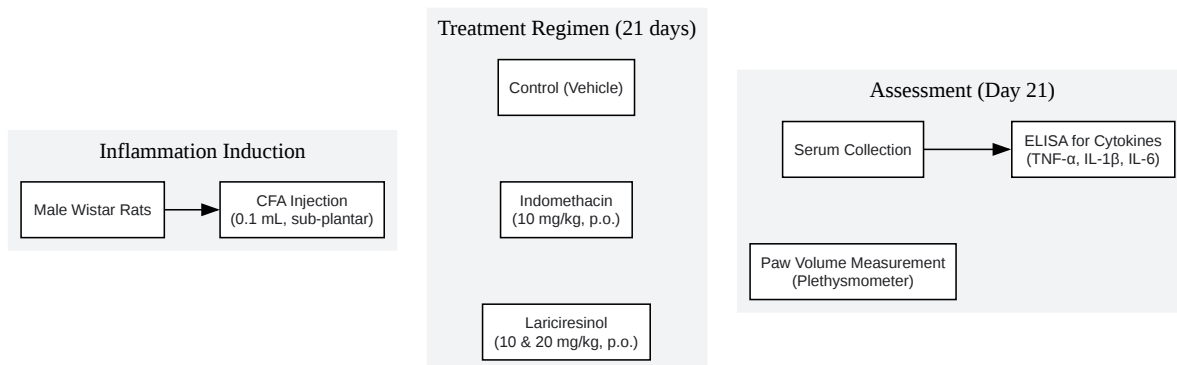 Inflammation Induction
Male Wistar Rats
CFA Injection
(0.1 mL, sub-plantar)
Treatment Regimen (21 days)
Control (Vehicle)
Indomethacin
(10 mg/kg, p.o.)
Lariciresinol
(10 & 20 mg/kg, p.o.)
Assessment (Day 21)
Serum Collection
ELISA for Cytokines
(TNF-α, IL-1β, IL-6)
Paw Volume Measurement
(Plethysmometer)